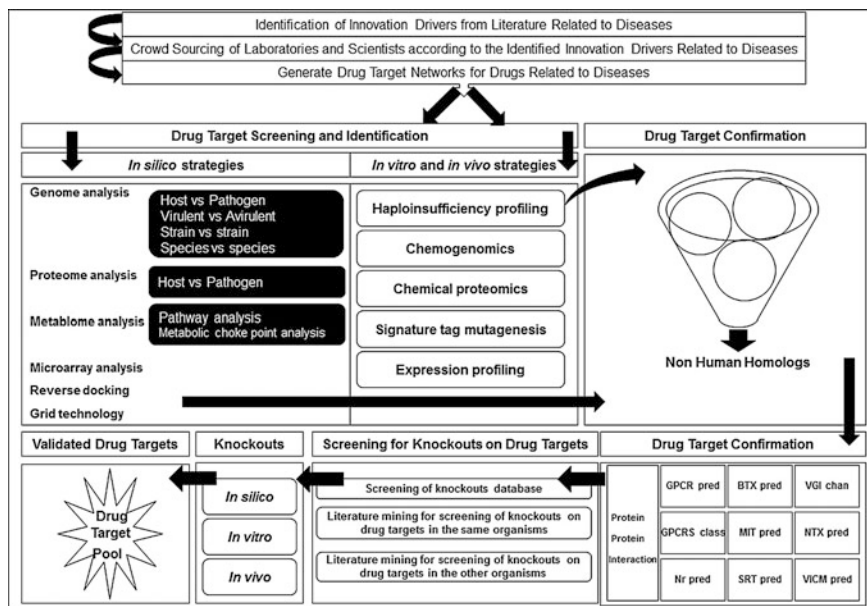 Identification of Innovation Drivers from Literature Related to Diseases
Crowd Sourcing of Laboratories and Scientists according to the Identified Innovation Drivers Related to Diseases
Generate Drug Target Networks for Drugs Related to Diseases
Drug Target Screening and Identification
In silico strategies
In vitro and in vivo strategies
Genome analysis
Host vs Pathogen
Virulent vs Avirulent
Strain vs strain
Species vs species
Proteome analysis
Host vs Pathogen
Metablome analysis
Pathway analysis
Metabolic choke point analysis
Microarray analysis
Reverse docking
Grid technology
Haploinsufficiency profiling
Chemogenomics
Chemical proteomics
Signature tag mutagenesis
Expression profiling
Drug Target Confirmation
Non Human Homologs
Validated Drug Targets
Drug
Target
Pool
Knockouts
In silico
In vitro
In vivo
Screening for Knockouts on Drug Targets
Screening of knockouts database
Literature mining for screening of knockouts on
drug targets in the same organisms
Literature mining for screening of knockouts on
drug targets in the other organisms
Drug Target Confirmation
Protein
Protein
Interaction
GPCR pred
BTX pred
VGI chan
GPCRS class
MIT pred
NTX pred
Nr pred
SRT pred
VICM pred